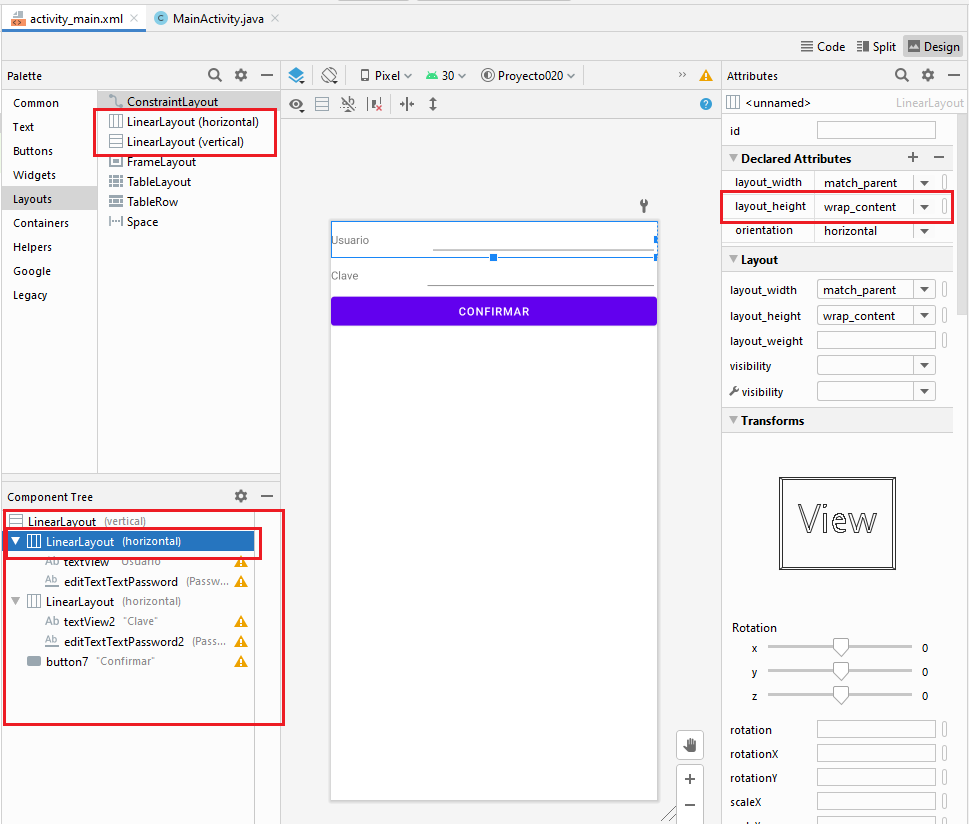 activity_main.xml
MainActivity.java
Code
Split
Design
Palette
Pixel
30
Proyecto020
Attributes
Common
Text
Buttons
Widgets
Layouts
Containers
Helpers
Google
Legacy
ConstraintLayout
LinearLayout (horizontal)
LinearLayout (vertical)
FrameLayout
TableLayout
TableRow
Space
Usuario
Clave
CONFIRMAR
<unnamed>
LinearLayout
id
Declared Attributes
layout_width match_parent
layout_height wrap_content
orientation horizontal
Layout
layout_width match_parent
layout_height wrap_content
layout_weight
visibility
visibility
Transforms
View
Rotation
x 0
y 0
z 0
rotation
rotationX
rotationY
scaleX
Component Tree
LinearLayout (vertical)
LinearLayout (horizontal)
Ab textView "Usuario"
Ab editTextTextPassword (Passw...
LinearLayout (horizontal)
Ab textView2 "Clave"
Ab editTextTextPassword2 (Pass...
button7 "Confirmar"